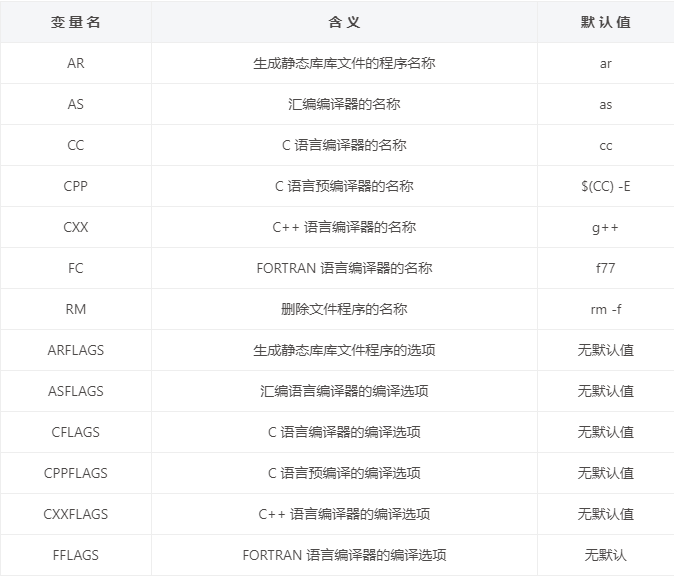 变量名 含义 默认值
AR 生成静态库库文件的程序名称 ar
AS 汇编编译器的名称 as
CC C 语言编译器的名称 cc
CPP C 语言预编译器的名称 $(CC) -E
CXX C++ 语言编译器的名称 g++
FC FORTRAN 语言编译器的名称 f77
RM 删除文件程序的名称 rm -f
ARFLAGS 生成静态库库文件程序的选项 无默认值
ASFLAGS 汇编语言编译器的编译选项 无默认值
CFLAGS C 语言编译器的编译选项 无默认值
CPPFLAGS C 语言预编译的编译选项 无默认值
CXXFLAGS C++ 语言编译器的编译选项 无默认值
FFLAGS FORTRAN 语言编译器的编译选项 无默认